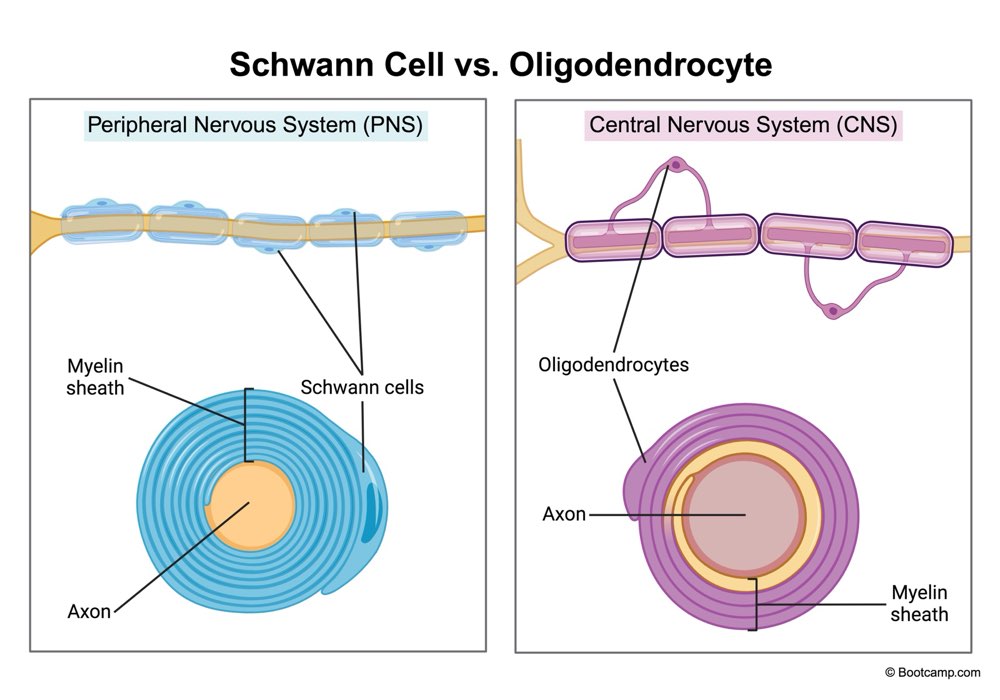 Schwann Cell vs. Oligodendrocyte
Peripheral Nervous System (PNS)
Myelin
sheath
Schwann cells
Axon
Central Nervous System (CNS)
Oligodendrocytes
Axon
Myelin
sheath
© Bootcamp.com